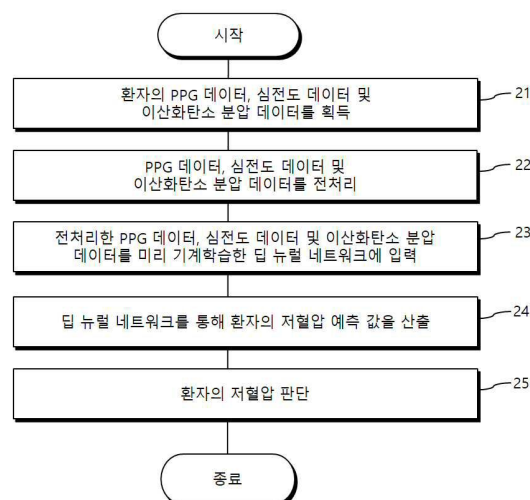 시작
환자의 PPG 데이터, 심전도 데이터 및
이산화탄소 분압 데이터를 획득
21
PPG 데이터, 심전도 데이터 및
이산화탄소 분압 데이터를 전처리
22
전처리한 PPG 데이터, 심전도 데이터 및 이산화탄소 분압
데이터를 미리 기계학습한 딥 뉴럴 네트워크에 입력
23
딥 뉴럴 네트워크를 통해 환자의 저혈압 예측 값을 산출
24
환자의 저혈압 판단
25
종료